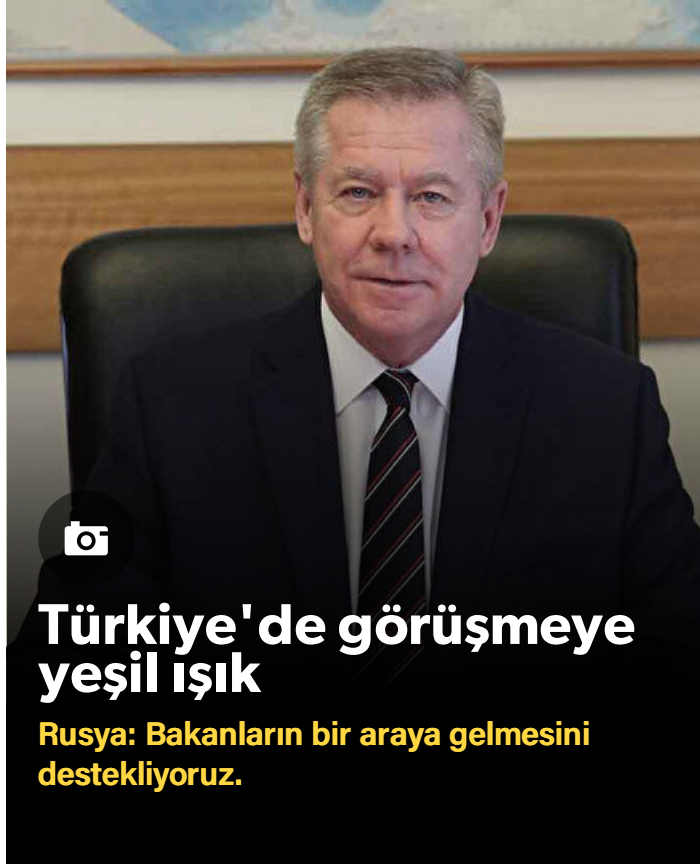 Türkiye'de görüşmeye
yeşil ışık
Rusya: Bakanların bir araya gelmesini
destekliyoruz.